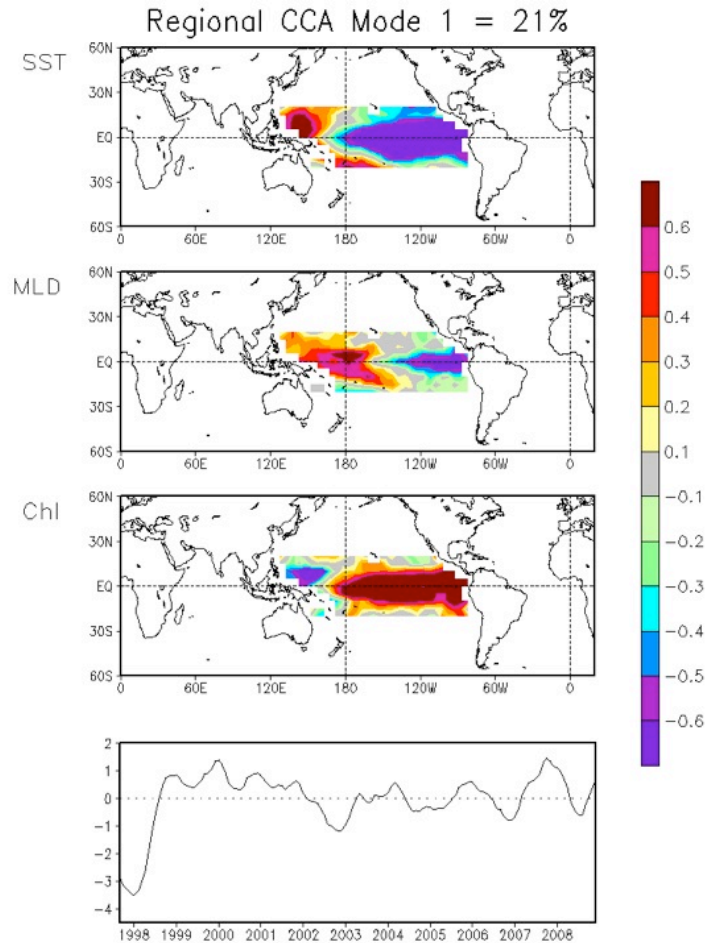 Regional CCA Mode 1 = 21%
SST
60N
30N
EQ
30S
60S
0 60E 120E 180 120W 60W 0
MLD
60N
30N
EQ
30S
60S
0 60E 120E 180 120W 60W 0
Chl
60N
30N
EQ
30S
60S
0 60E 120E 180 120W 60W 0
0.6
0.5
0.4
0.3
0.2
0.1
-0.1
-0.2
-0.3
-0.4
-0.5
-0.6
2
1
0
-1
-2
-3
-4
1998 1999 2000 2001 2002 2003 2004 2005 2006 2007 2008